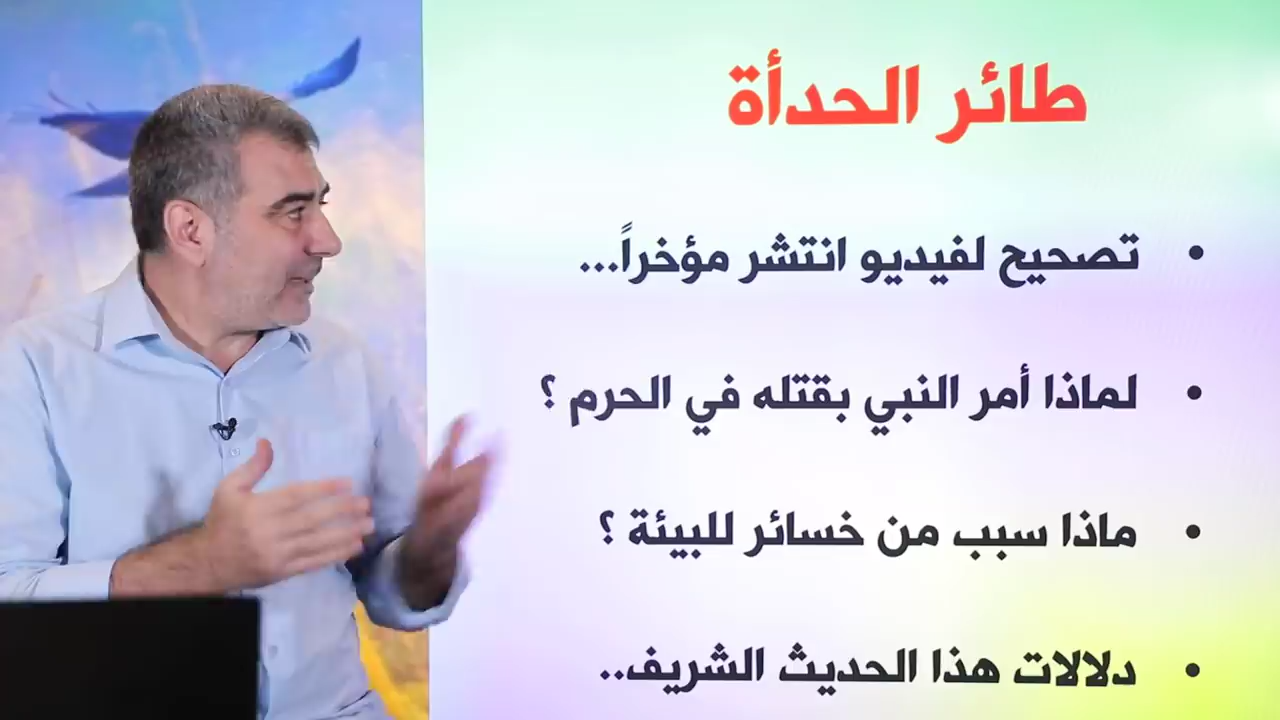 طائر الحدأة
• تصحيح لفيديو انتشر مؤخراً...
• لماذا أمر النبي بقتله في الحرم ؟
• ماذا سبب من خسائر للبيئة ؟
• دلالات هذا الحديث الشريف..